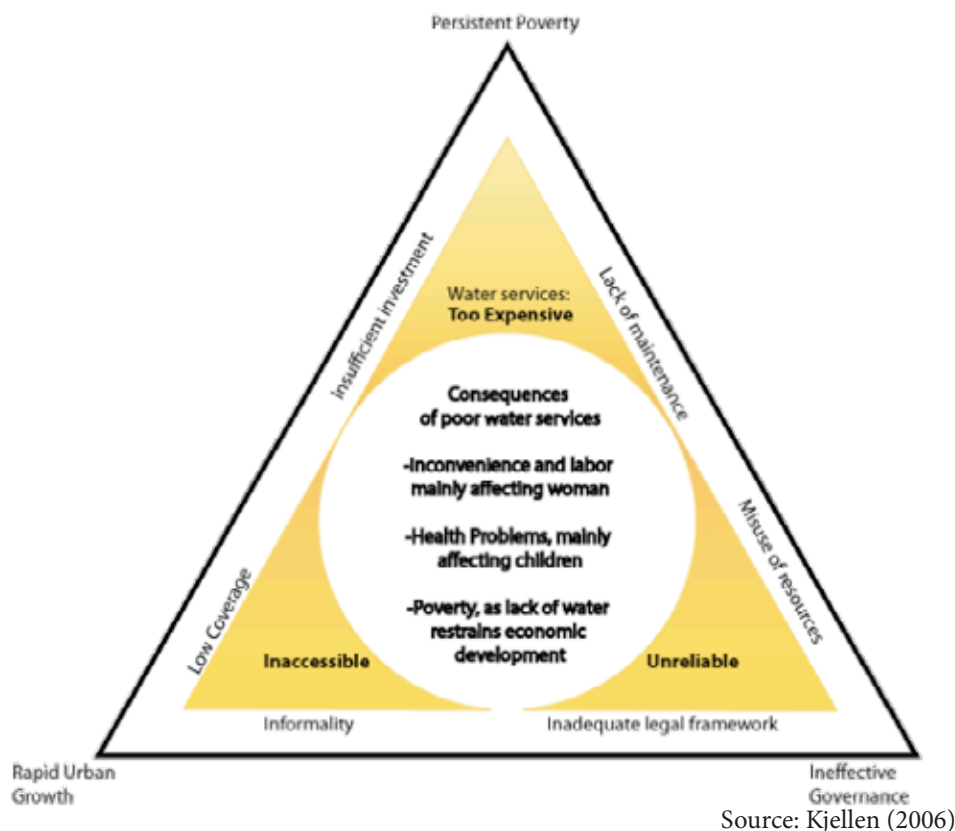 Persistent Poverty
insufficient investment
Lack of maintenance
Water services:
Too Expensive
Consequences
of poor water services
-Inconvenience and labor
mainly affecting woman
-Health Problems, mainly
affecting children
-Poverty, as lack of water
restrains economic
development
Low Coverage
Misuse of resources
Inaccessible
Unreliable
Informality
Inadequate legal framework
Rapid Urban
Growth
Ineffective
Governance
Source: Kjellen (2006)